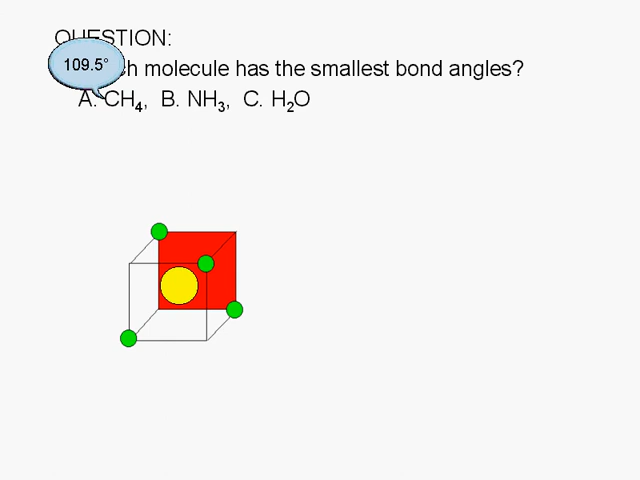 QUESTION:
109.5°
molecule has the smallest bond angles?
A. CH4, B. NH3, C. H2O